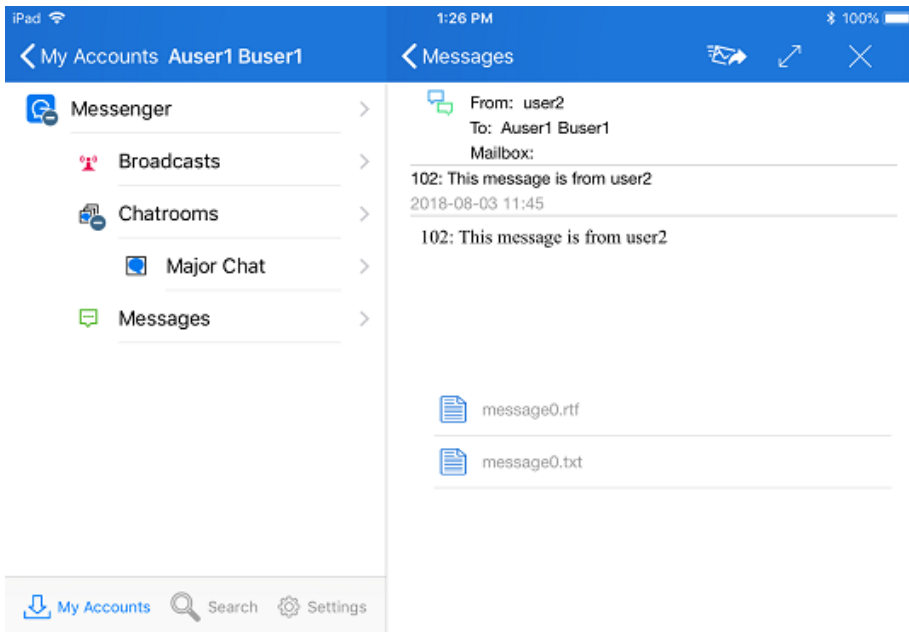 iPad
1:26 PM
100%
My Accounts Auser1 Buser1
Messages
Messenger
Broadcasts
Chatrooms
Major Chat
Messages
From: user2
To: Auser1 Buser1
Mailbox:
102: This message is from user2
2018-08-03 11:45
102: This message is from user2
message0.rtf
message0.txt
My Accounts
Search
Settings